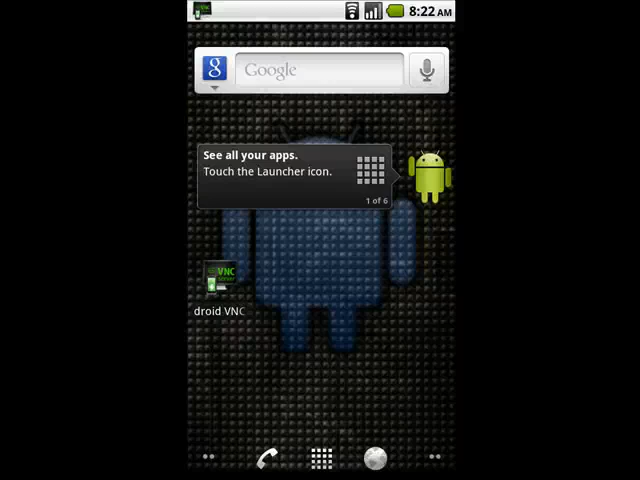 8:22 AM
g
Google
See all your apps.
Touch the Launcher icon.
1 of 6
VNC
droid VNC